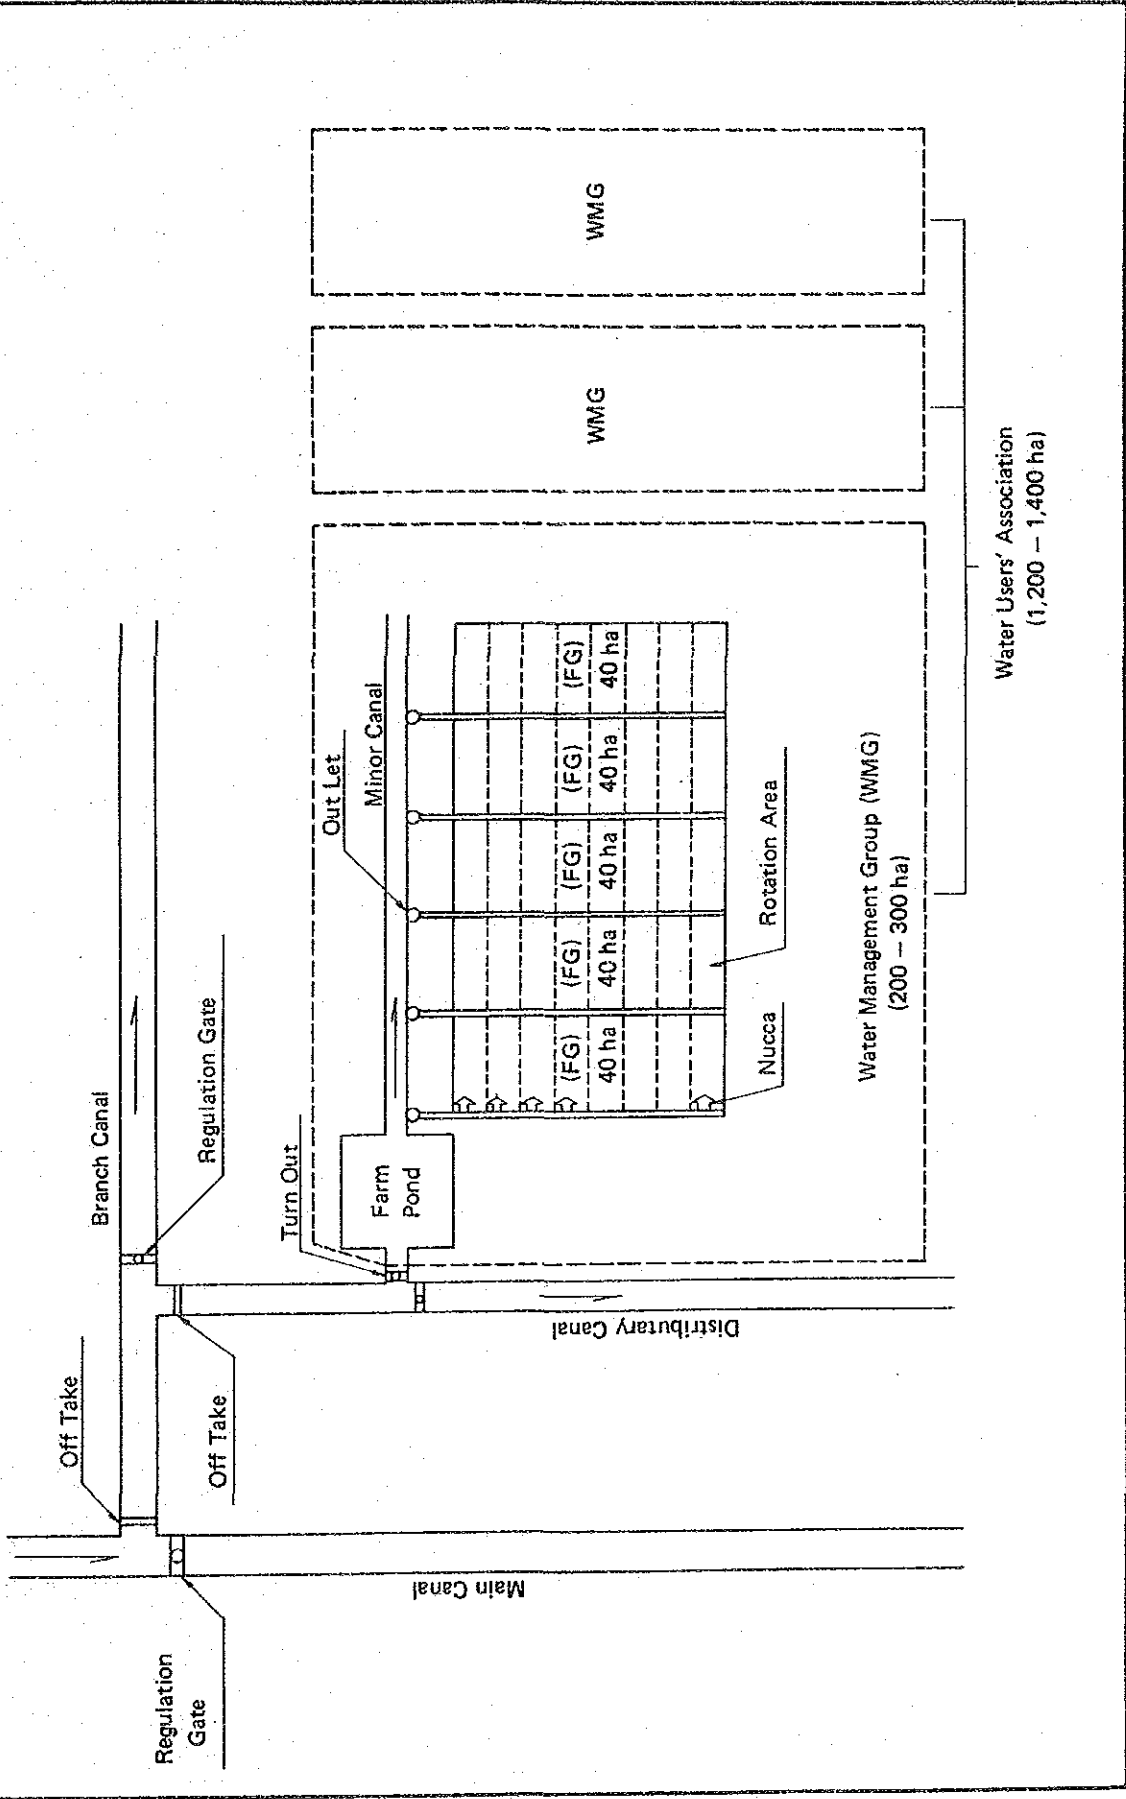 Branch Canal
Off Take
Regulation Gate
Regulation
Gate
Off Take
Turn Out
Main Canal
Distributary Canal
Farm
Pond
Out Let
Minor Canal
(FG)
40 ha
(FG)
40 ha
(FG)
40 ha
(FG)
40 ha
(FG)
40 ha
Nucca
Rotation Area
Water Management Group (WMG)
(200 – 300 ha)
WMG
WMG
Water Users' Association
(1,200 – 1,400 ha)